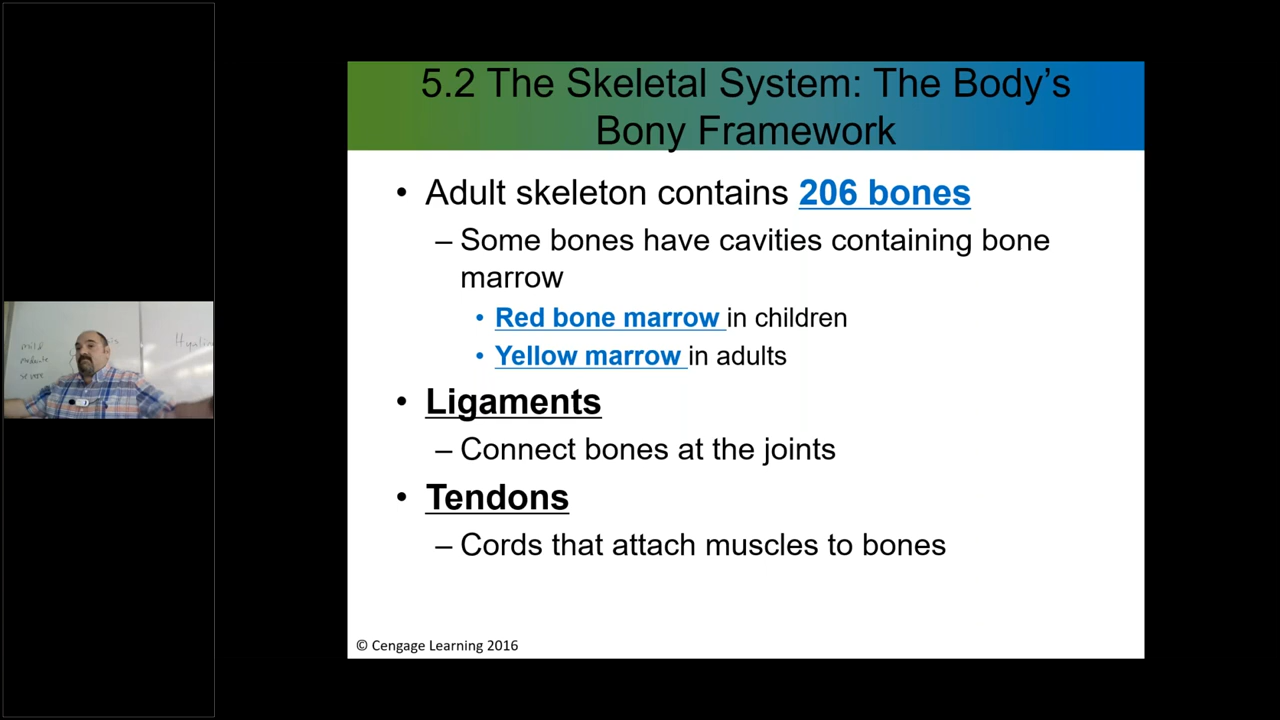 5.2 The Skeletal System: The Body’s
Bony Framework
• Adult skeleton contains 206 bones
– Some bones have cavities containing bone
marrow
• Red bone marrow in children
• Yellow marrow in adults
• Ligaments
– Connect bones at the joints
• Tendons
– Cords that attach muscles to bones
© Cengage Learning 2016
mild
moderate